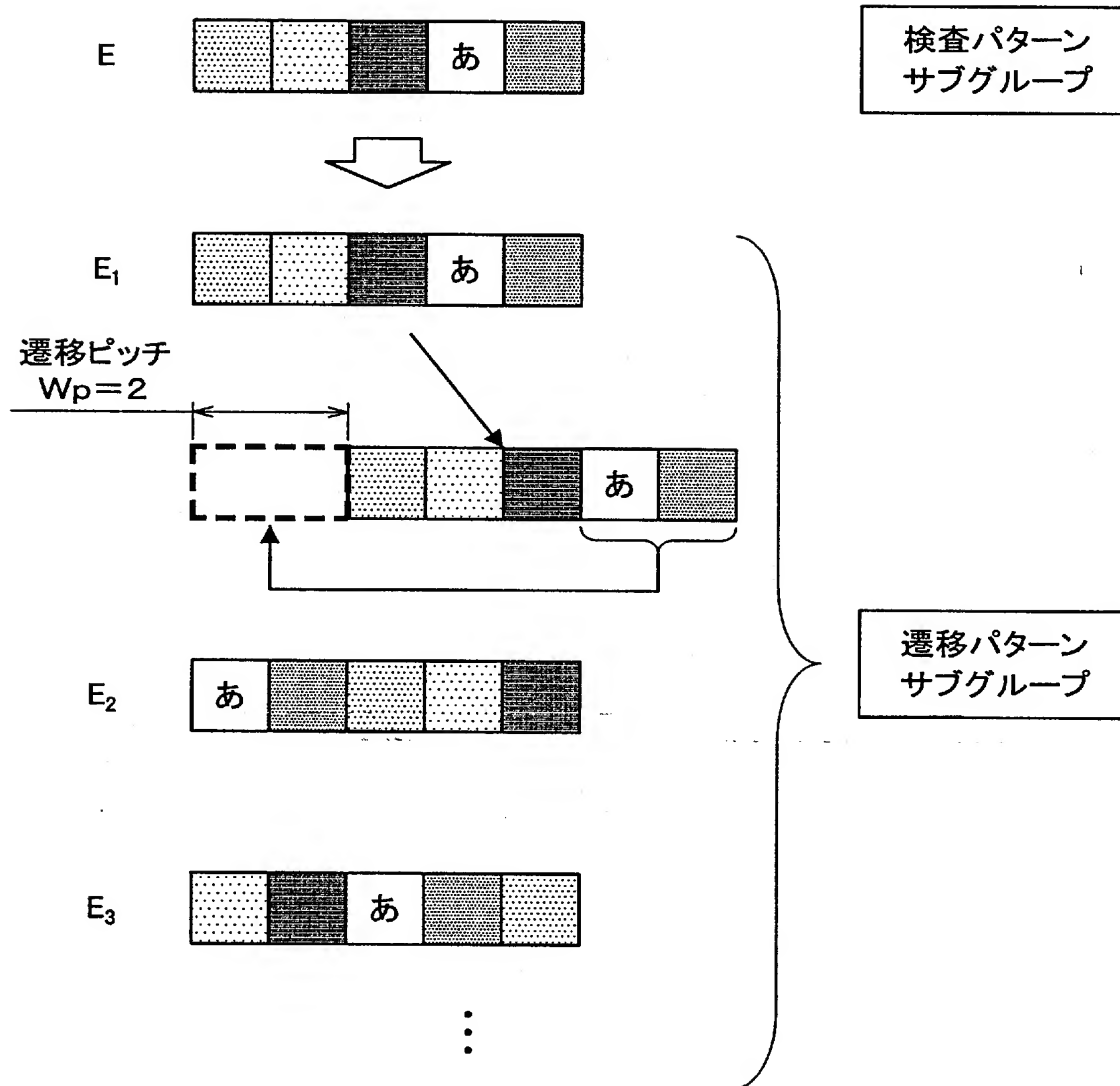 E
あ
検査パターン
サブグループ
E₁
あ
遷移ピッチ
Wp=2
あ
E₂
あ
遷移パターン
サブグループ
E₃
あ